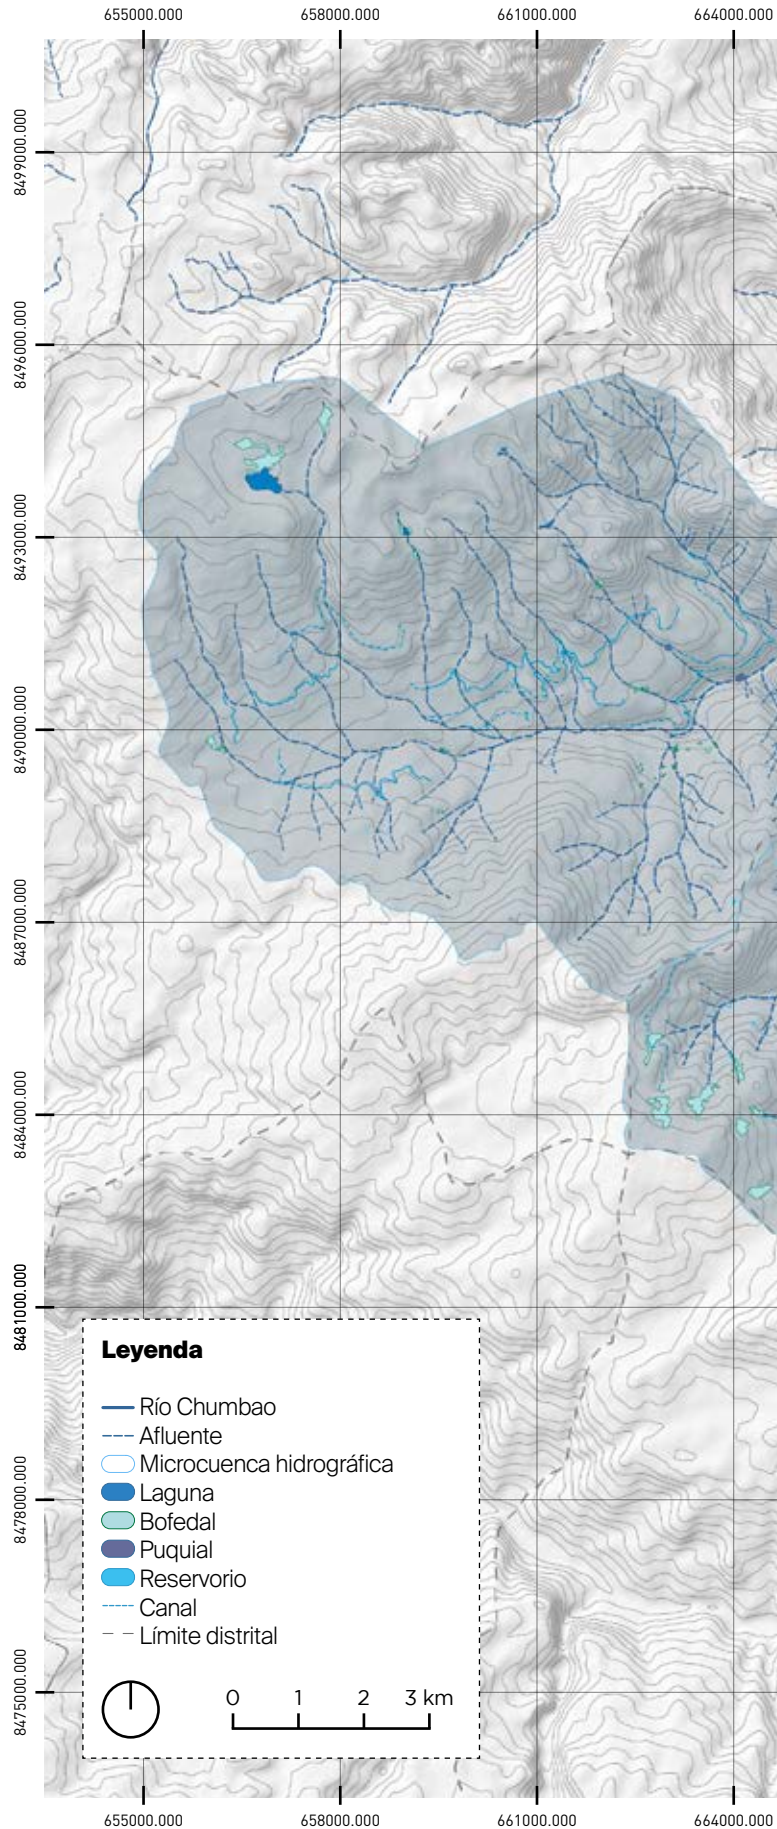 655000.000 658000.000 661000.000 664000.000
8499000.000
8496000.000
8493000.000
8490000.000
8487000.000
8484000.000
8481000.000
8478000.000
8475000.000
Leyenda
Río Chumbao
Afluente
Microcuenca hidrográfica
Laguna
Bofedal
Puquial
Reservorio
Canal
Límite distrital
0 1 2 3 km
655000.000 658000.000 661000.000 664000.000